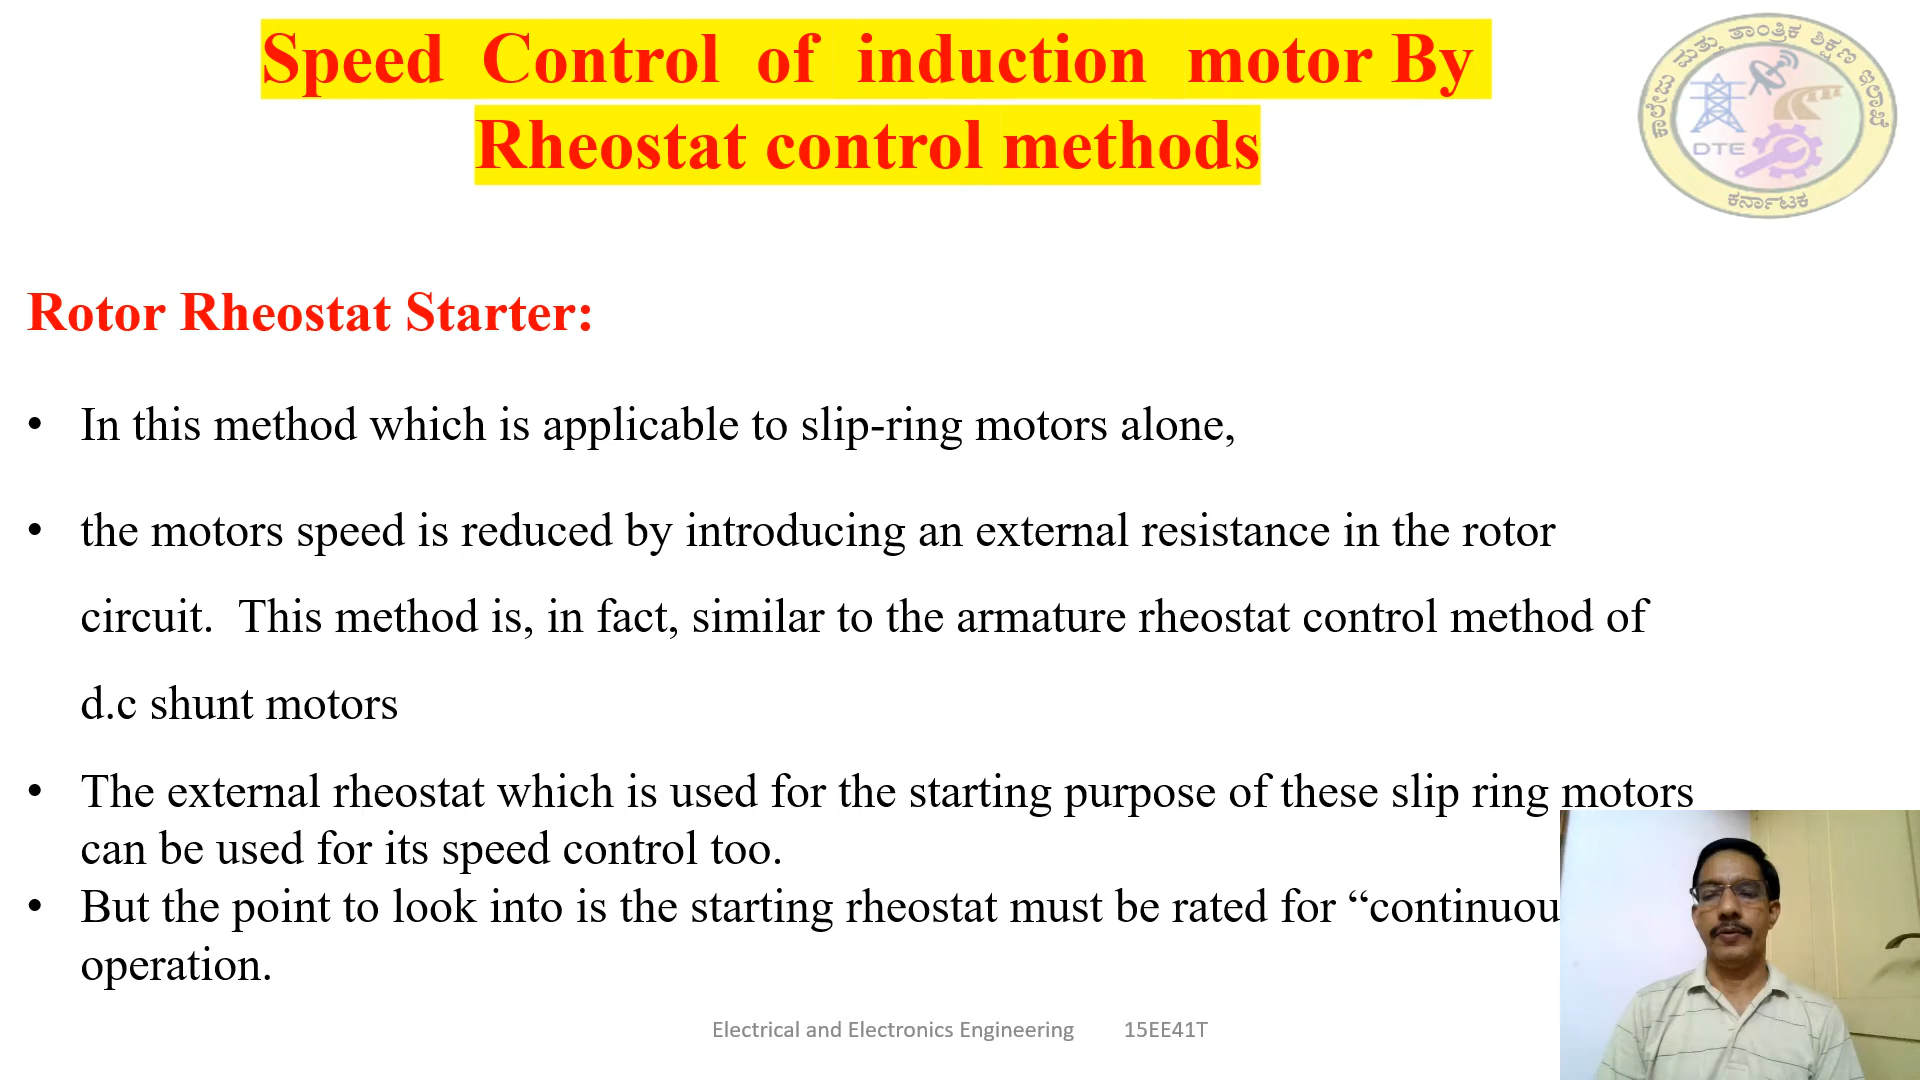 Speed Control of induction motor By
Rheostat control methods
ಕಾಲೇಜು ಮತ್ತು ತಾಂತ್ರಿಕ ಶಿಕ್ಷಣ ಇಲಾಖೆ
DTE
ಕರ್ನಾಟಕ
Rotor Rheostat Starter:
• In this method which is applicable to slip-ring motors alone,
• the motors speed is reduced by introducing an external resistance in the rotor
circuit. This method is, in fact, similar to the armature rheostat control method of
d.c shunt motors
• The external rheostat which is used for the starting purpose of these slip ring motors
can be used for its speed control too.
• But the point to look into is the starting rheostat must be rated for “continuou
operation.
Electrical and Electronics Engineering 15EE41T